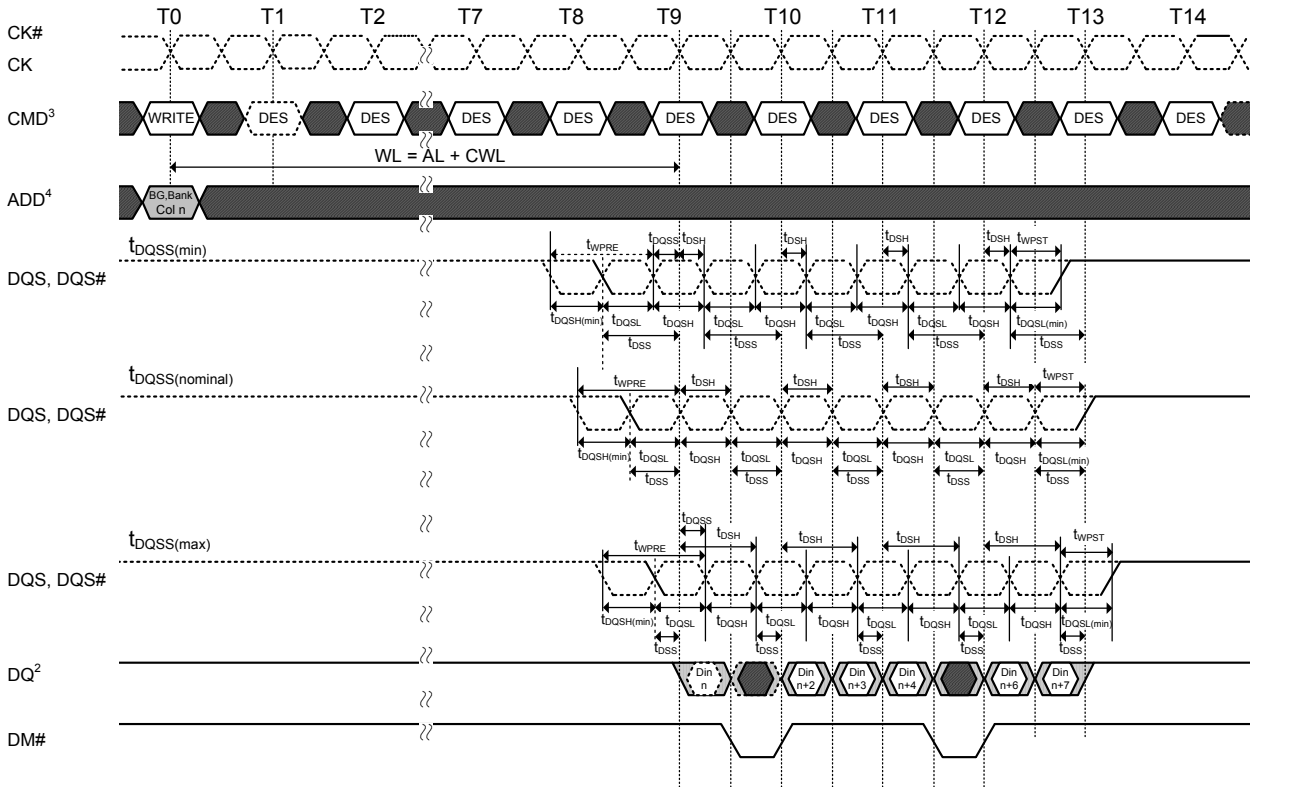 T0 T1 T2 T7 T8 T9 T10 T11 T12 T13 T14
CK#
CK
CMD3 WRITE DES DES DES DES DES DES DES DES DES DES
WL = AL + CWL
ADD4 BG,Bank
Col n
tDQSS(min)
tWPRE tDQSS tDSH tDSH tDSH tDSH tWPST
DQS, DQS#
tDQSH(min) tDQSL tDQSH tDQSL tDQSH tDQSL tDQSH tDQSL tDQSH tDQSL(min)
tDSS tDSS tDSS tDSS tDSS
tDQSS(nominal)
tWPRE tDSH tDSH tDSH tDSH tWPST
DQS, DQS#
tDQSH(min) tDQSL tDQSH tDQSL tDQSH tDQSL tDQSH tDQSL tDQSH tDQSL(min)
tDSS tDSS tDSS tDSS tDSS
tDQSS
tDQSS(max)
tWPRE tDSH tDSH tDSH tDSH tWPST
DQS, DQS#
tDQSH(min) tDQSL tDQSH tDQSL tDQSH tDQSL tDQSH tDQSL tDQSH tDQSL(min)
tDSS tDSS tDSS tDSS tDSS
DQ2 Din Din Din Din Din Din
n n+2 n+3 n+4 n+6 n+7
DM#